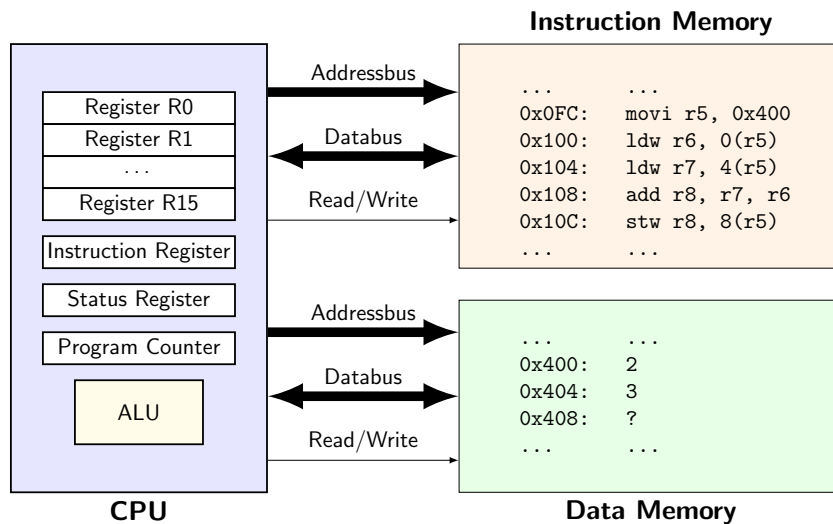 Instruction Memory
Register R0
Register R1
...
Register R15
Instruction Register
Status Register
Program Counter
ALU
CPU
Addressbus
Databus
Read/Write
... ...
0x0FC: movi r5, 0x400
0x100: ldw r6, 0(r5)
0x104: ldw r7, 4(r5)
0x108: add r8, r7, r6
0x10C: stw r8, 8(r5)
... ...
Addressbus
Databus
Read/Write
... ...
0x400: 2
0x404: 3
0x408: ?
... ...
Data Memory